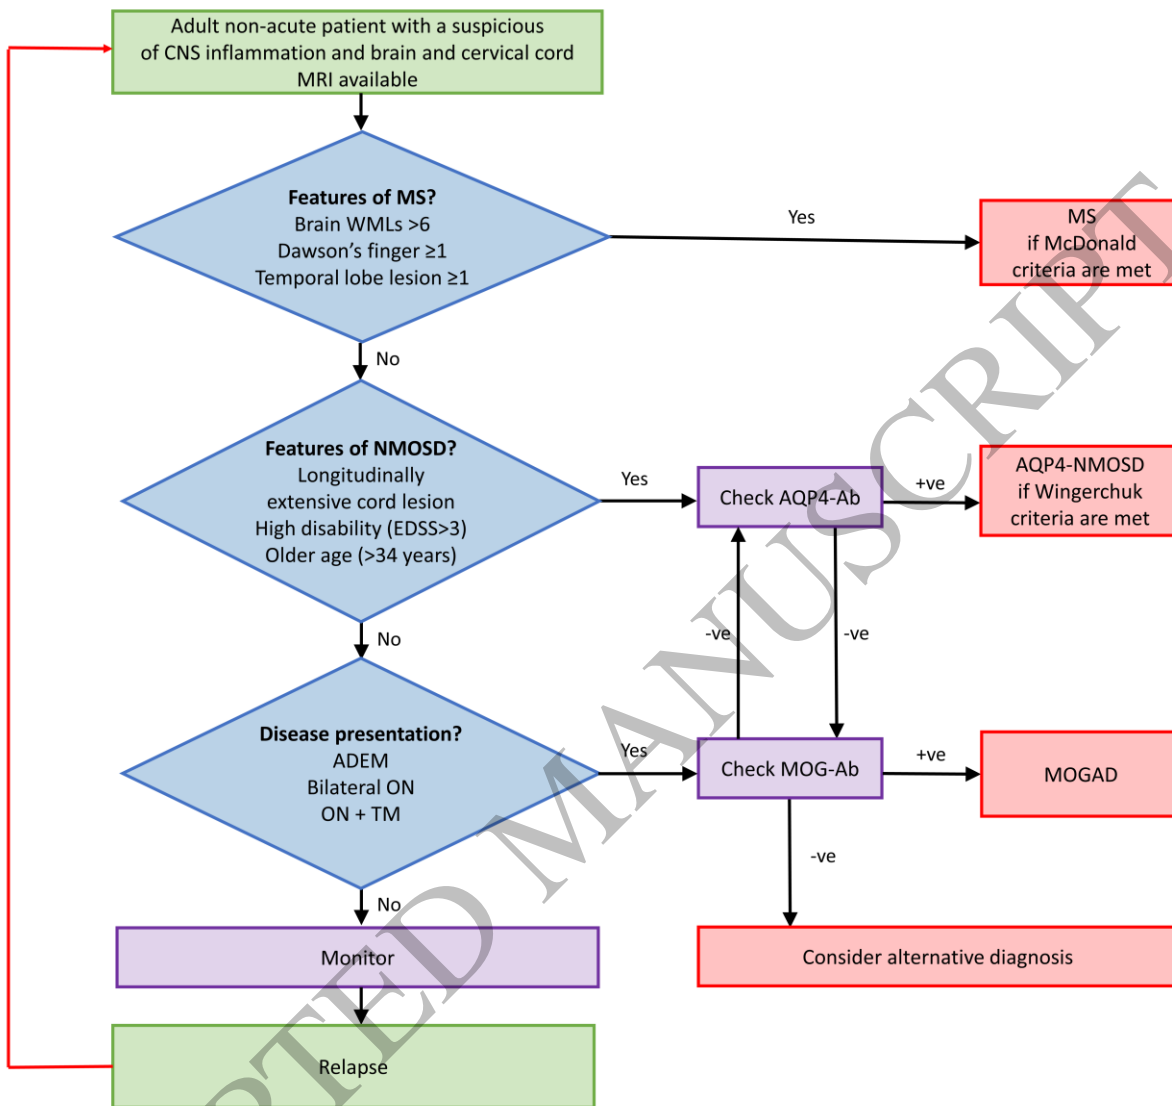 Adult non-acute patient with a suspicious
of CNS inflammation and brain and cervical cord
MRI available
Features of MS?
Brain WMLs >6
Dawson's finger ≥1
Temporal lobe lesion ≥1
Yes
MS
if McDonald
criteria are met
No
Features of NMOSD?
Longitudinally
extensive cord lesion
High disability (EDSS>3)
Older age (>34 years)
Yes
Check AQP4-Ab
+ve
AQP4-NMOSD
if Wingerchuk
criteria are met
-ve
-ve
No
Disease presentation?
ADEM
Bilateral ON
ON + TM
Yes
Check MOG-Ab
+ve
MOGAD
-ve
No
Monitor
Consider alternative diagnosis
Relapse
RTED MANUSCRIPT